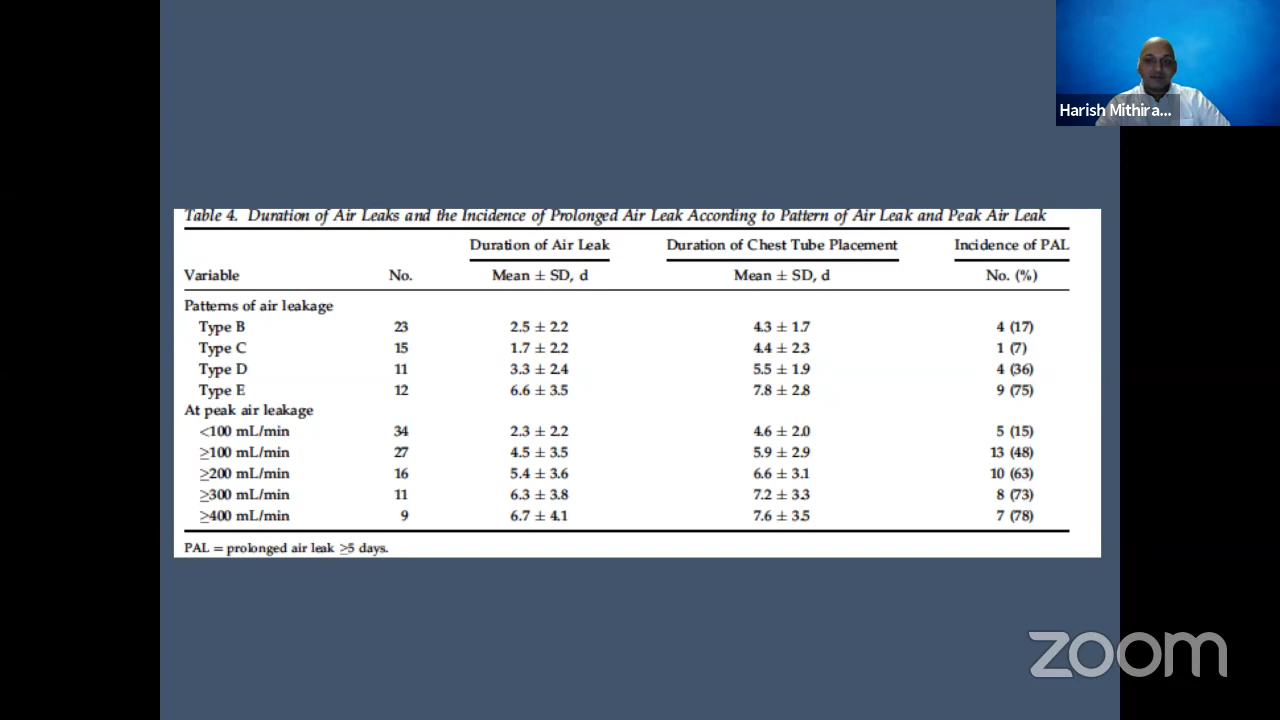 Harish Mithira...
Table 4. Duration of Air Leaks and the Incidence of Prolonged Air Leak According to Pattern of Air Leak and Peak Air Leak
Duration of Air Leak Duration of Chest Tube Placement Incidence of PAL
Variable No. Mean ± SD, d Mean ± SD, d No. (%)
Patterns of air leakage
Type B 23 2.5 ± 2.2 4.3 ± 1.7 4 (17)
Type C 15 1.7 ± 2.2 4.4 ± 2.3 1 (7)
Type D 11 3.3 ± 2.4 5.5 ± 1.9 4 (36)
Type E 12 6.6 ± 3.5 7.8 ± 2.8 9 (75)
At peak air leakage
<100 mL/min 34 2.3 ± 2.2 4.6 ± 2.0 5 (15)
≥100 mL/min 27 4.5 ± 3.5 5.9 ± 2.9 13 (48)
≥200 mL/min 16 5.4 ± 3.6 6.6 ± 3.1 10 (63)
≥300 mL/min 11 6.3 ± 3.8 7.2 ± 3.3 8 (73)
≥400 mL/min 9 6.7 ± 4.1 7.6 ± 3.5 7 (78)
PAL = prolonged air leak ≥5 days.
zoom